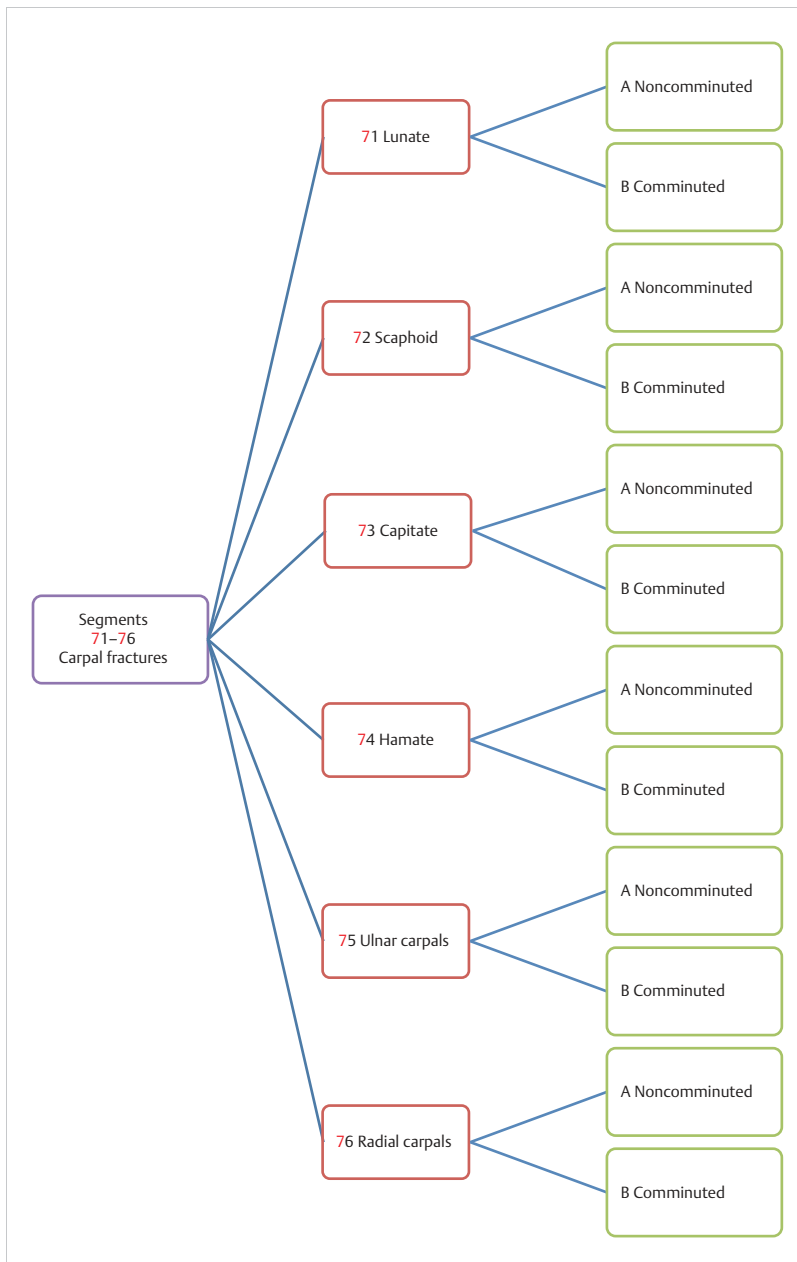 Segments
71–76
Carpal fractures
71 Lunate
A Noncomminuted
B Comminuted
72 Scaphoid
A Noncomminuted
B Comminuted
73 Capitate
A Noncomminuted
B Comminuted
74 Hamate
A Noncomminuted
B Comminuted
75 Ulnar carpals
A Noncomminuted
B Comminuted
76 Radial carpals
A Noncomminuted
B Comminuted